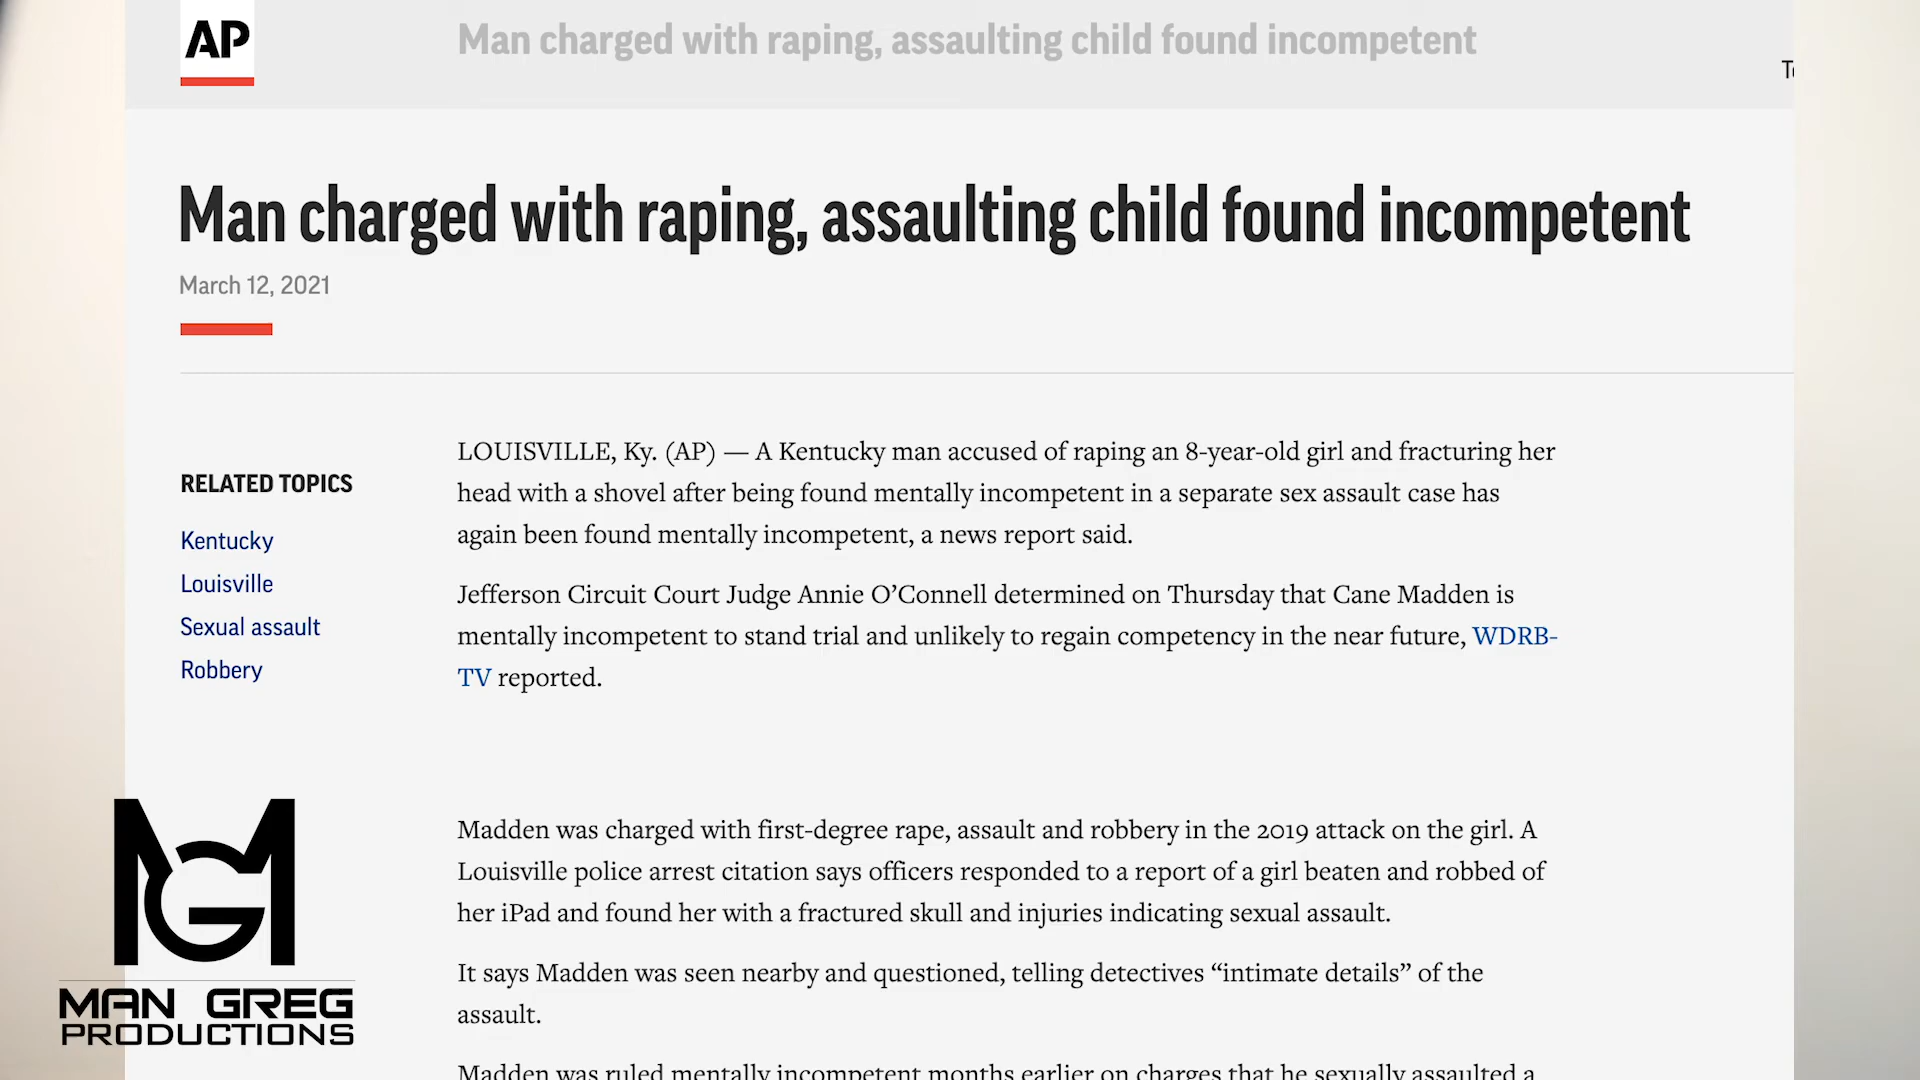 AP
Man charged with raping, assaulting child found incompetent
Man charged with raping, assaulting child found incompetent
March 12, 2021
RELATED TOPICS
Kentucky
Louisville
Sexual assault
Robbery
LOUISVILLE, Ky. (AP) — A Kentucky man accused of raping an 8-year-old girl and fracturing her
head with a shovel after being found mentally incompetent in a separate sex assault case has
again been found mentally incompetent, a news report said.
Jefferson Circuit Court Judge Annie O’Connell determined on Thursday that Cane Madden is
mentally incompetent to stand trial and unlikely to regain competency in the near future, WDRB-
TV reported.
Madden was charged with first-degree rape, assault and robbery in the 2019 attack on the girl. A
Louisville police arrest citation says officers responded to a report of a girl beaten and robbed of
her iPad and found her with a fractured skull and injuries indicating sexual assault.
It says Madden was seen nearby and questioned, telling detectives “intimate details” of the
assault.
Madden was ruled mentally incompetent months earlier on charges that he sexually assaulted a
MG
MAN GREG
PRODUCTIONS